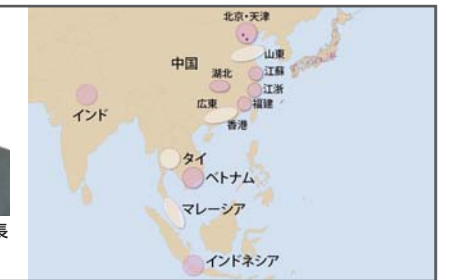 北京・天津
山東
中国
江蘇
湖北
江浙
広東
福建
香港
インド
タイ
ベトナム
マレーシア
インドネシア
長